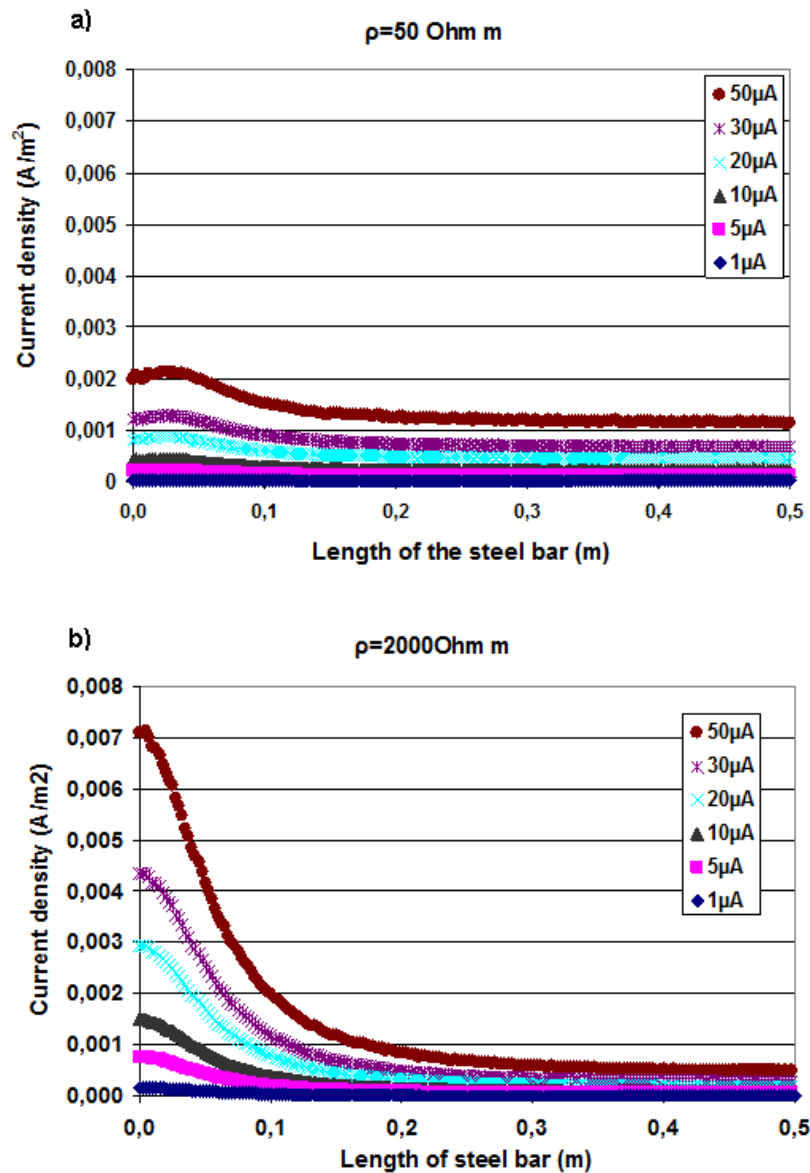 a)
ρ=50 Ohm m
Current density (A/m²)
0,008
0,007
0,006
0,005
0,004
0,003
0,002
0,001
0
50µA
30µA
20µA
10µA
5µA
1µA
0,0 0,1 0,2 0,3 0,4 0,5
Length of the steel bar (m)
b)
ρ=2000Ohm m
Current density (A/m2)
0,008
0,007
0,006
0,005
0,004
0,003
0,002
0,001
0,000
50µA
30µA
20µA
10µA
5µA
1µA
0,0 0,1 0,2 0,3 0,4 0,5
Length of steel bar (m)